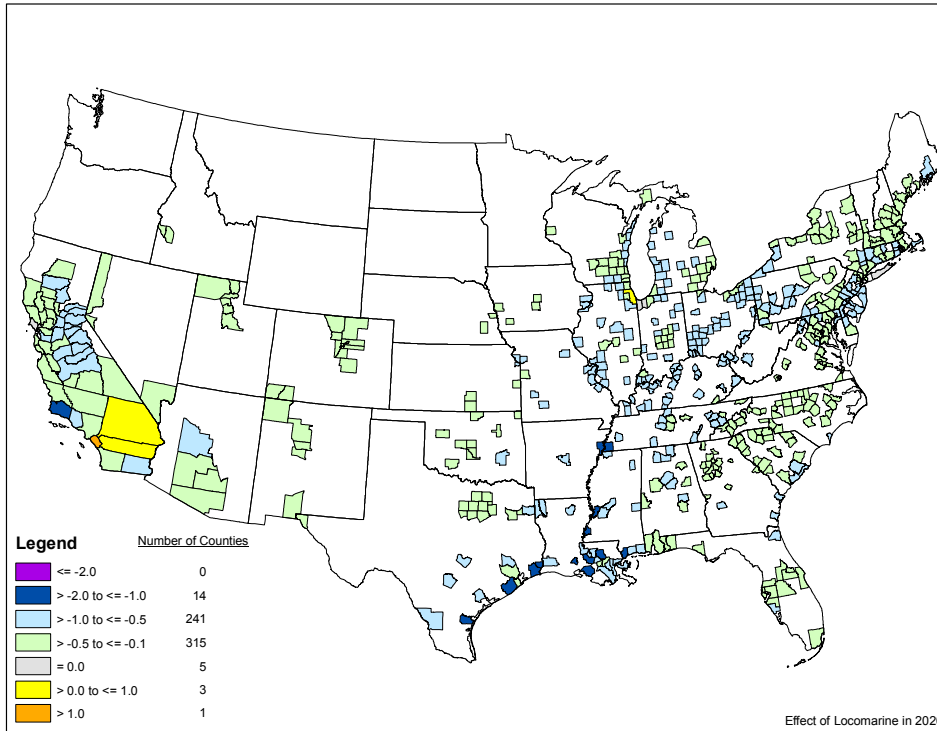 Legend Number of Counties
<= -2.0 0
> -2.0 to <= -1.0 14
> -1.0 to <= -0.5 241
> -0.5 to <= -0.1 315
= 0.0 5
> 0.0 to <= 1.0 3
> 1.0 1
Effect of Locomarine in 202